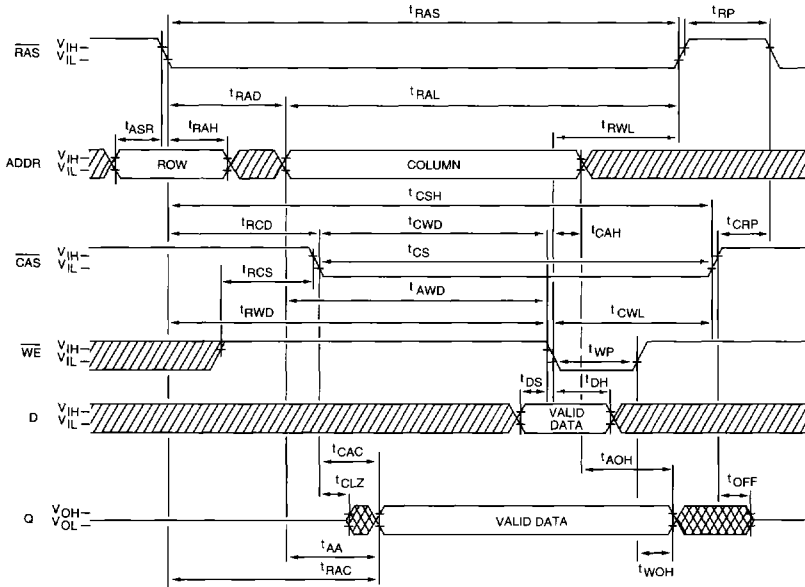 tRAS
tRP
RAS
VIH
VIL
tRAD
tRAL
tASR
tRAH
tRWL
ADDR
VIH
VIL
ROW
COLUMN
tCSH
tRCD
tCWD
tCAH
tCRP
CAS
VIH
VIL
tCS
tRCS
tAWD
tRWD
tCWL
WE
VIH
VIL
tWP
tDS
tDH
D
VIH
VIL
VALID
DATA
tCAC
tAOH
tCLZ
tOFF
Q
VOH
VOL
VALID DATA
tAA
tWOH
tRAC